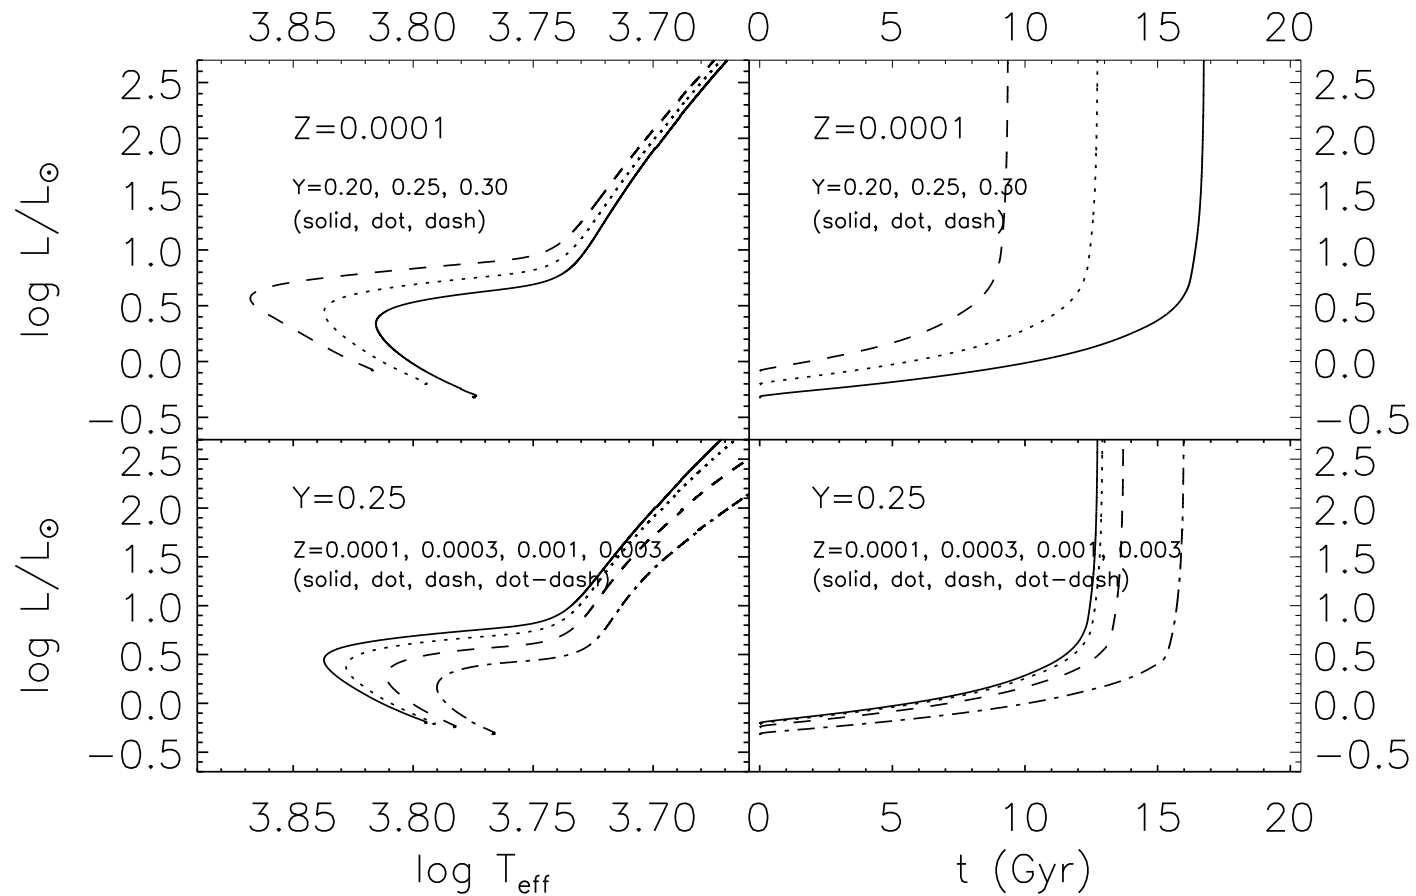 3.85 3.80 3.75 3.70 0 5 10 15 20
2.5 2.5
Z=0.0001 Z=0.0001
2.0 2.0
Y=0.20, 0.25, 0.30 Y=0.20, 0.25, 0.30
1.5 1.5
(solid, dot, dash) (solid, dot, dash)
log L/L⊙
1.0 1.0
0.5 0.5
0.0 0.0
−0.5 −0.5
2.5 2.5
Y=0.25 Y=0.25
2.0 2.0
Z=0.0001, 0.0003, 0.001, 0.003 Z=0.0001, 0.0003, 0.001, 0.003
1.5 1.5
(solid, dot, dash, dot−dash) (solid, dot, dash, dot−dash)
log L/L⊙
1.0 1.0
0.5 0.5
0.0 0.0
−0.5 −0.5
3.85 3.80 3.75 3.70 0 5 10 15 20
log Teff t (Gyr)